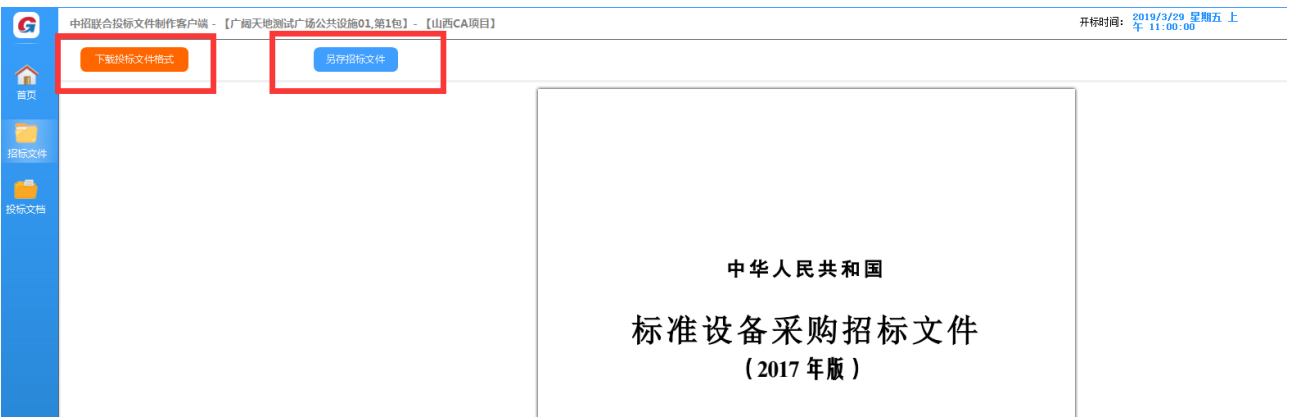 中招联合投标文件制作客户端 - 【广阔天地测试广场公共设施01,第1包】 - 【山西CA项目】
开标时间: 2019/3/29 星期五 上
午 11:00:00
下载投标文件格式
另存招标文件
首页
招标文件
投标文档
中华人民共和国
标准设备采购招标文件
(2017年版)